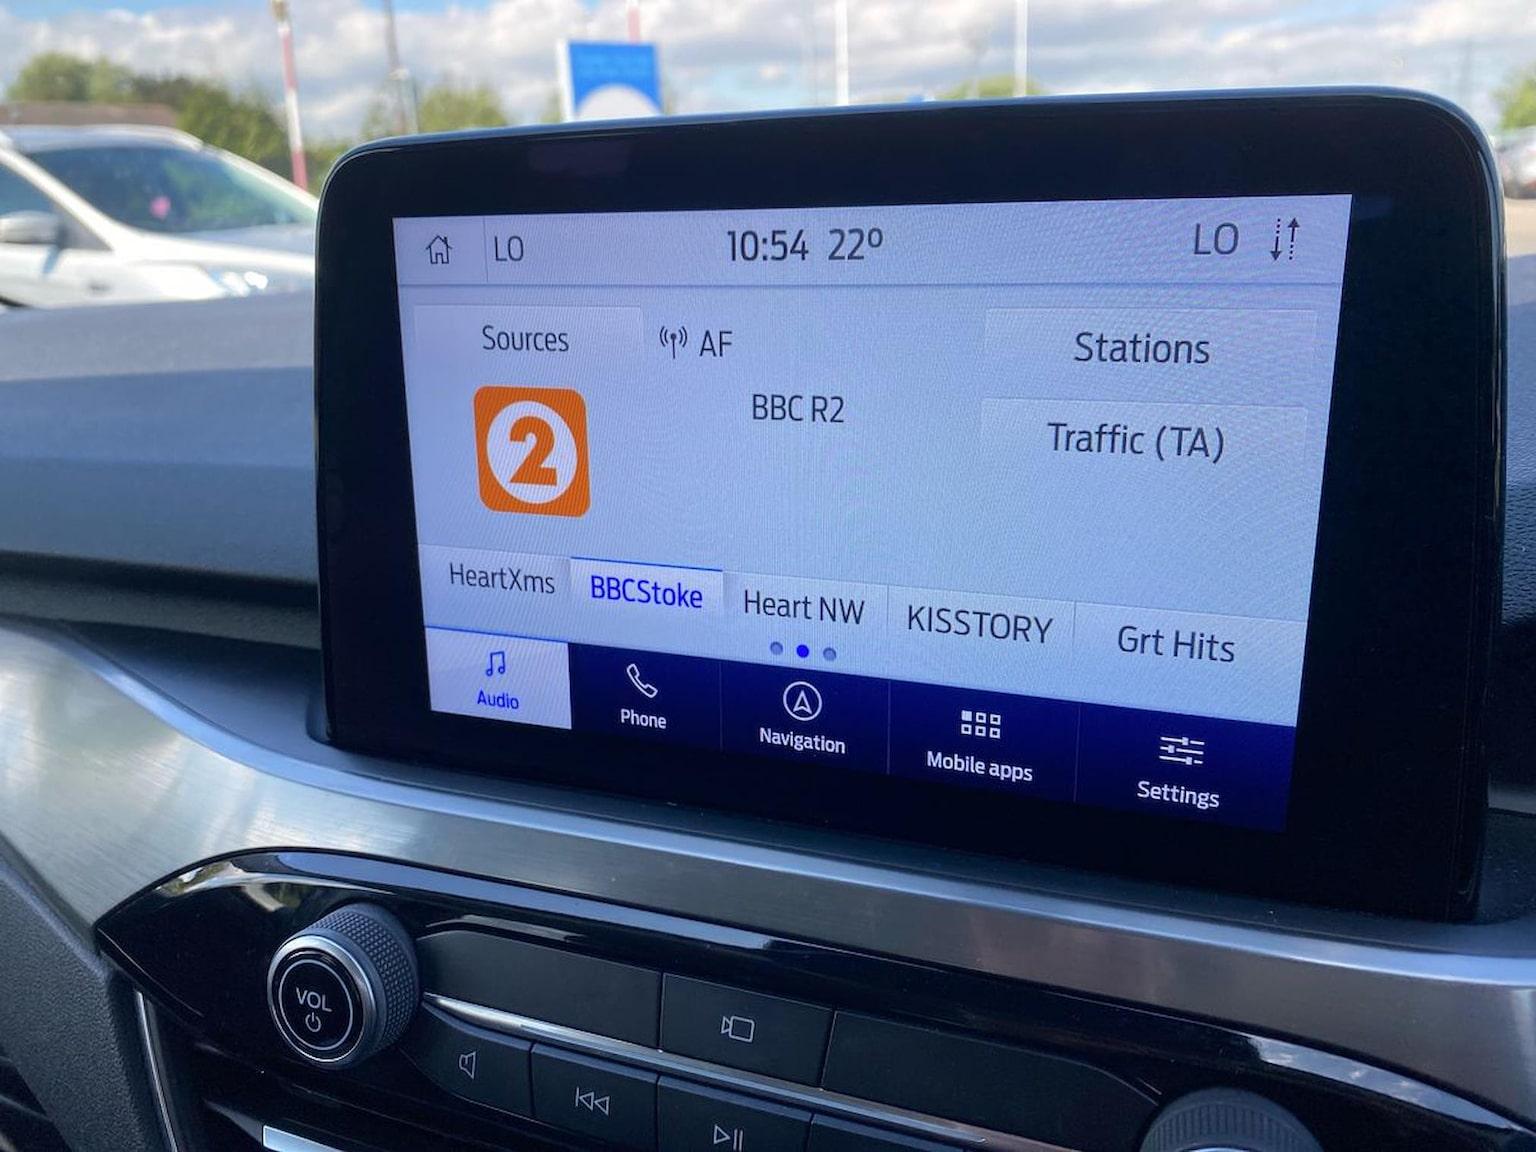 LO 10:54 22º LO
Sources AF Stations
2 BBC R2
Traffic (TA)
HeartXms BBCStoke Heart NW KISSTORY Grt Hits
Audio Phone Navigation Mobile apps Settings
VOL